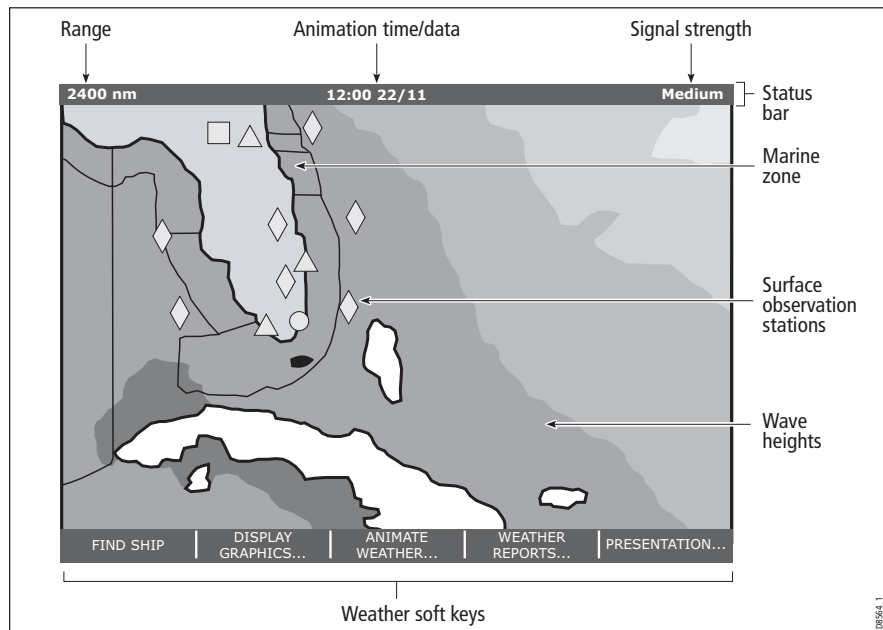 Range
Animation time/data
Signal strength
2400 nm
12:00 22/11
Medium
Status
bar
Marine
zone
Surface
observation
stations
Wave
heights
FIND SHIP
DISPLAY
GRAPHICS...
ANIMATE
WEATHER...
WEATHER
REPORTS...
PRESENTATION...
Weather soft keys
D8564_1